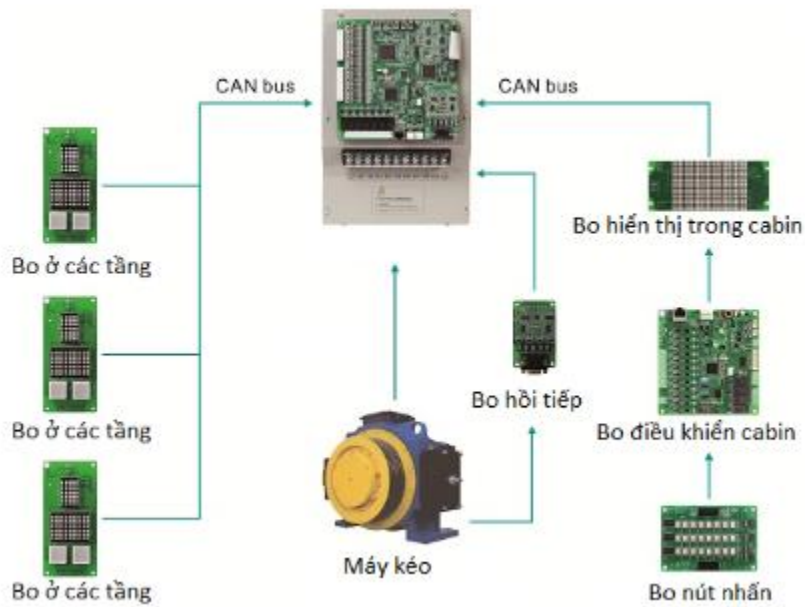 CAN bus
CAN bus
Bo ở các tầng
Bo hiển thị trong cabin
Bo ở các tầng
Bo hồi tiếp
Bo điều khiển cabin
Bo ở các tầng
Máy kéo
Bo nút nhấn